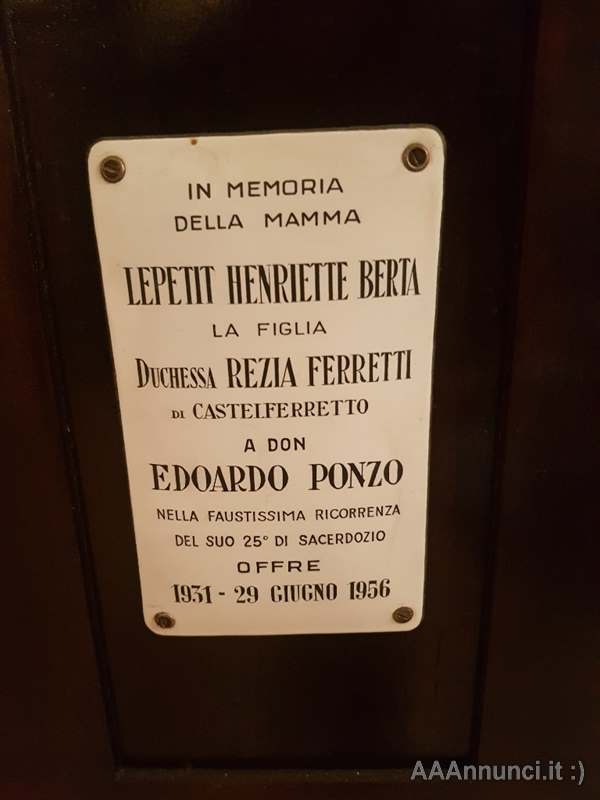 IN MEMORIA
DELLA MAMMA
LEPETIT HENRIETTE BERTA
LA FIGLIA
DUCHESSA REZIA FERRETTI
DI CASTELFERRETTO
A DON
EDOARDO PONZO
NELLA FAUSTISSIMA RICORRENZA
DEL SUO 25° DI SACERDOZIO
OFFRE
1931 - 29 GIUGNO 1956
AAAnnunci.it :)